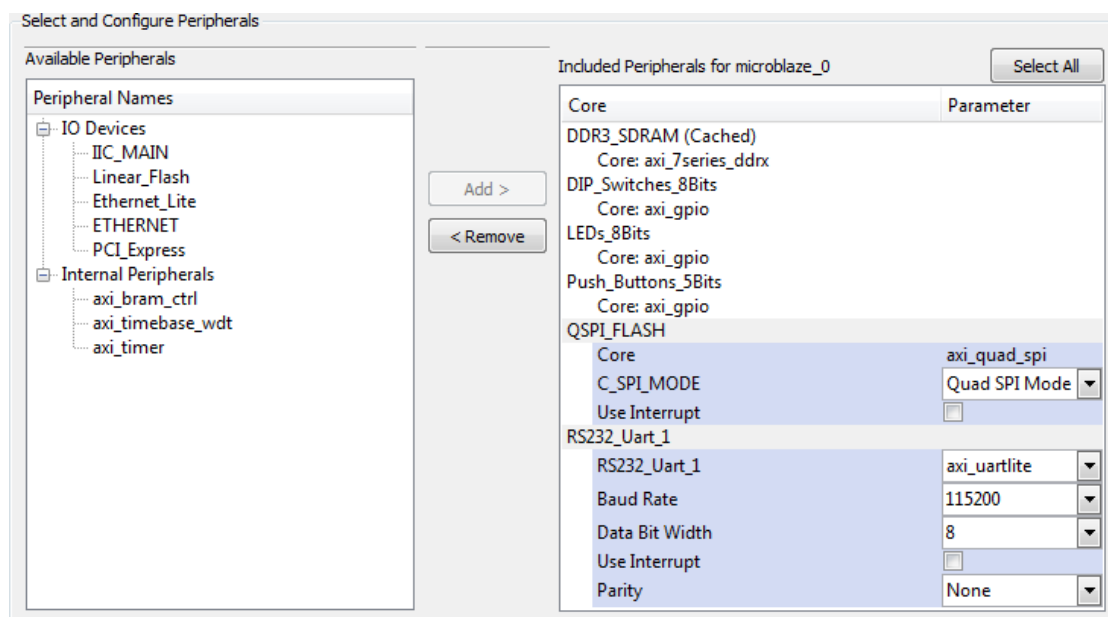 Select and Configure Peripherals
Available Peripherals
Peripheral Names
IO Devices
IIC_MAIN
Linear_Flash
Ethernet_Lite
ETHERNET
PCI_Express
Internal Peripherals
axi_bram_ctrl
axi_timebase_wdt
axi_timer
Add >
< Remove
Included Peripherals for microblaze_0
Select All
Core Parameter
DDR3_SDRAM (Cached)
Core: axi_7series_ddrx
DIP_Switches_8Bits
Core: axi_gpio
LEDs_8Bits
Core: axi_gpio
Push_Buttons_5Bits
Core: axi_gpio
QSPI_FLASH
Core axi_quad_spi
C_SPI_MODE Quad SPI Mode
Use Interrupt
RS232_Uart_1
RS232_Uart_1 axi_uartlite
Baud Rate 115200
Data Bit Width 8
Use Interrupt
Parity None